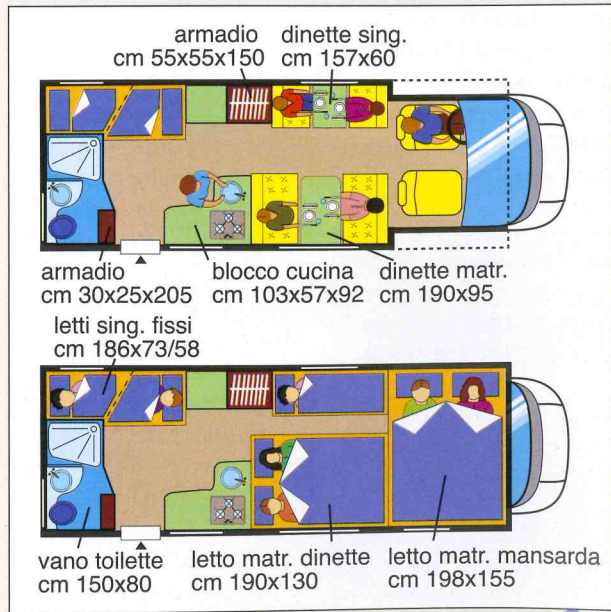 armadio
cm 55x55x150
dinette sing.
cm 157x60
armadio
cm 30x25x205
blocco cucina
cm 103x57x92
dinette matr.
cm 190x95
letti sing. fissi
cm 186x73/58
vano toilette
cm 150x80
letto matr. dinette
cm 190x130
letto matr. mansarda
cm 198x155